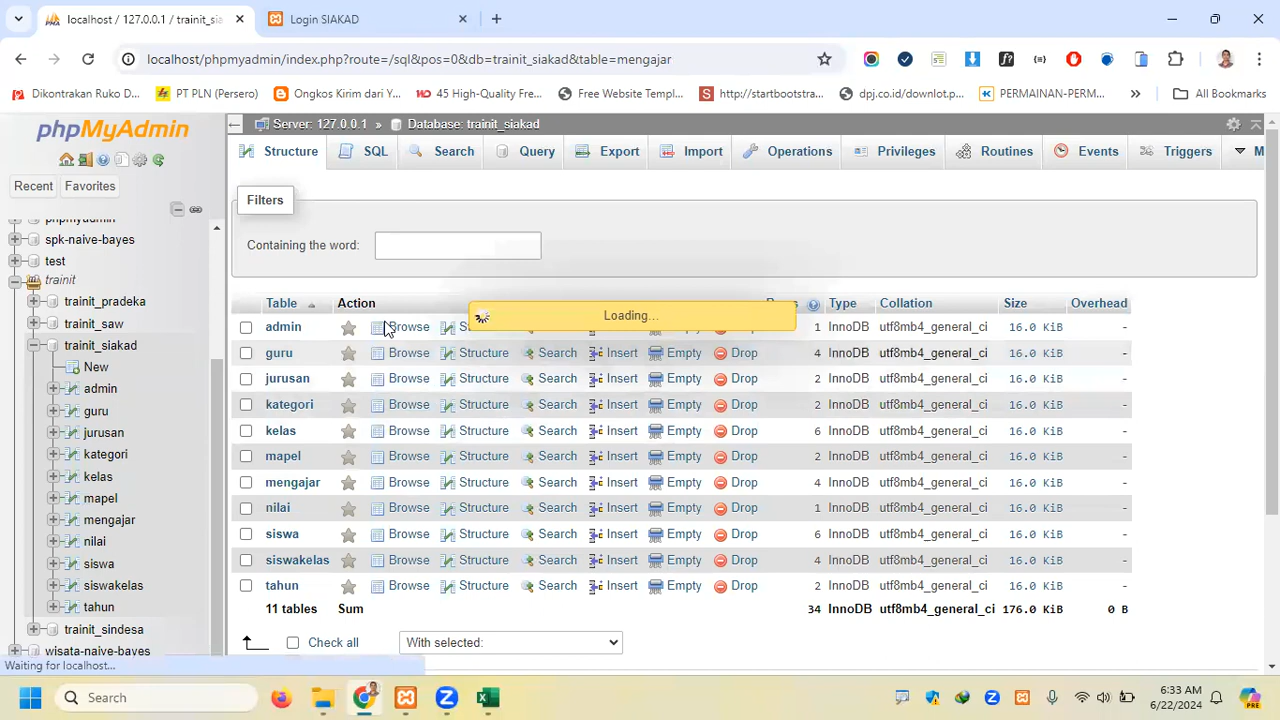 localhost / 127.0.0.1 / trainit_sia
Login SIAKAD
localhost/phpmyadmin/index.php?route=/sql&pos=0&db=trainit_siakad&table=mengajar
Dikontrakan Ruko D...
PT PLN (Persero)
Ongkos Kirim dari Y...
45 High-Quality Fre...
Free Website Templ...
http://startbootstra...
dpj.co.id/downlot.p...
PERMAINAN-PERM...
All Bookmarks
phpMyAdmin
Server: 127.0.0.1 » Database: trainit_siakad
Structure
SQL
Search
Query
Export
Import
Operations
Privileges
Routines
Events
Triggers
M
Recent
Favorites
phpmyadmin
spk-naive-bayes
test
trainit
trainit_pradeka
trainit_saw
trainit_siakad
New
admin
guru
jurusan
kategori
kelas
mapel
mengajar
nilai
siswa
siswakelas
tahun
trainit_sindesa
wisata-naive-bayes
Filters
Containing the word:
Table Action Type Collation Size Overhead
Loading...
admin Browse 1 InnoDB utf8mb4_general_ci 16.0 KiB -
guru Browse Structure Search Insert Empty Drop 4 InnoDB utf8mb4_general_ci 16.0 KiB -
jurusan Browse Structure Search Insert Empty Drop 2 InnoDB utf8mb4_general_ci 16.0 KiB -
kategori Browse Structure Search Insert Empty Drop 2 InnoDB utf8mb4_general_ci 16.0 KiB -
kelas Browse Structure Search Insert Empty Drop 6 InnoDB utf8mb4_general_ci 16.0 KiB -
mapel Browse Structure Search Insert Empty Drop 2 InnoDB utf8mb4_general_ci 16.0 KiB -
mengajar Browse Structure Search Insert Empty Drop 4 InnoDB utf8mb4_general_ci 16.0 KiB -
nilai Browse Structure Search Insert Empty Drop 1 InnoDB utf8mb4_general_ci 16.0 KiB -
siswa Browse Structure Search Insert Empty Drop 6 InnoDB utf8mb4_general_ci 16.0 KiB -
siswakelas Browse Structure Search Insert Empty Drop 4 InnoDB utf8mb4_general_ci 16.0 KiB -
tahun Browse Structure Search Insert Empty Drop 2 InnoDB utf8mb4_general_ci 16.0 KiB -
11 tables Sum 34 InnoDB utf8mb4_general_ci 176.0 KiB 0 B
Check all
With selected:
Waiting for localhost...
Search
6:33 AM
6/22/2024